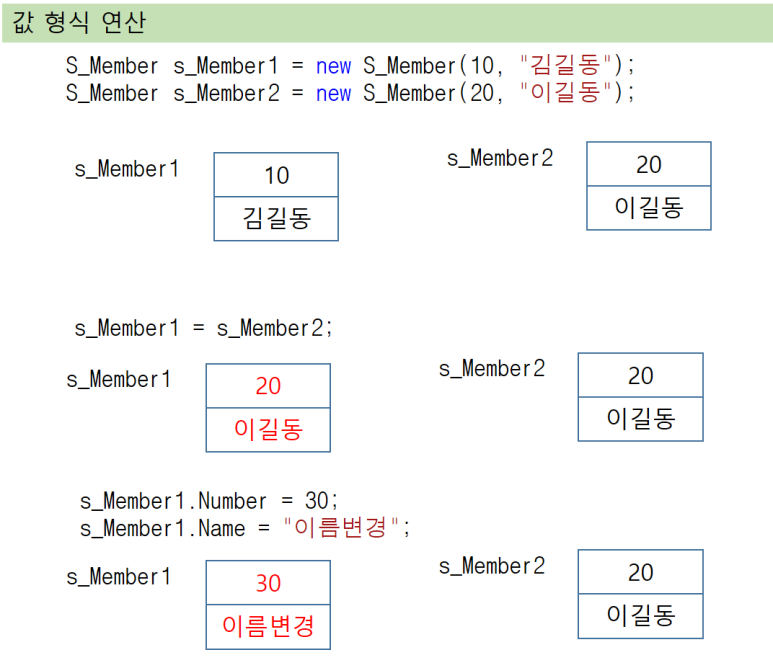 값 형식 연산
S_Member s_Member1 = new S_Member(10, "김길동");
S_Member s_Member2 = new S_Member(20, "이길동");
s_Member1
10
김길동
s_Member2
20
이길동
s_Member1 = s_Member2;
s_Member1
20
이길동
s_Member2
20
이길동
s_Member1.Number = 30;
s_Member1.Name = "이름변경";
s_Member1
30
이름변경
s_Member2
20
이길동